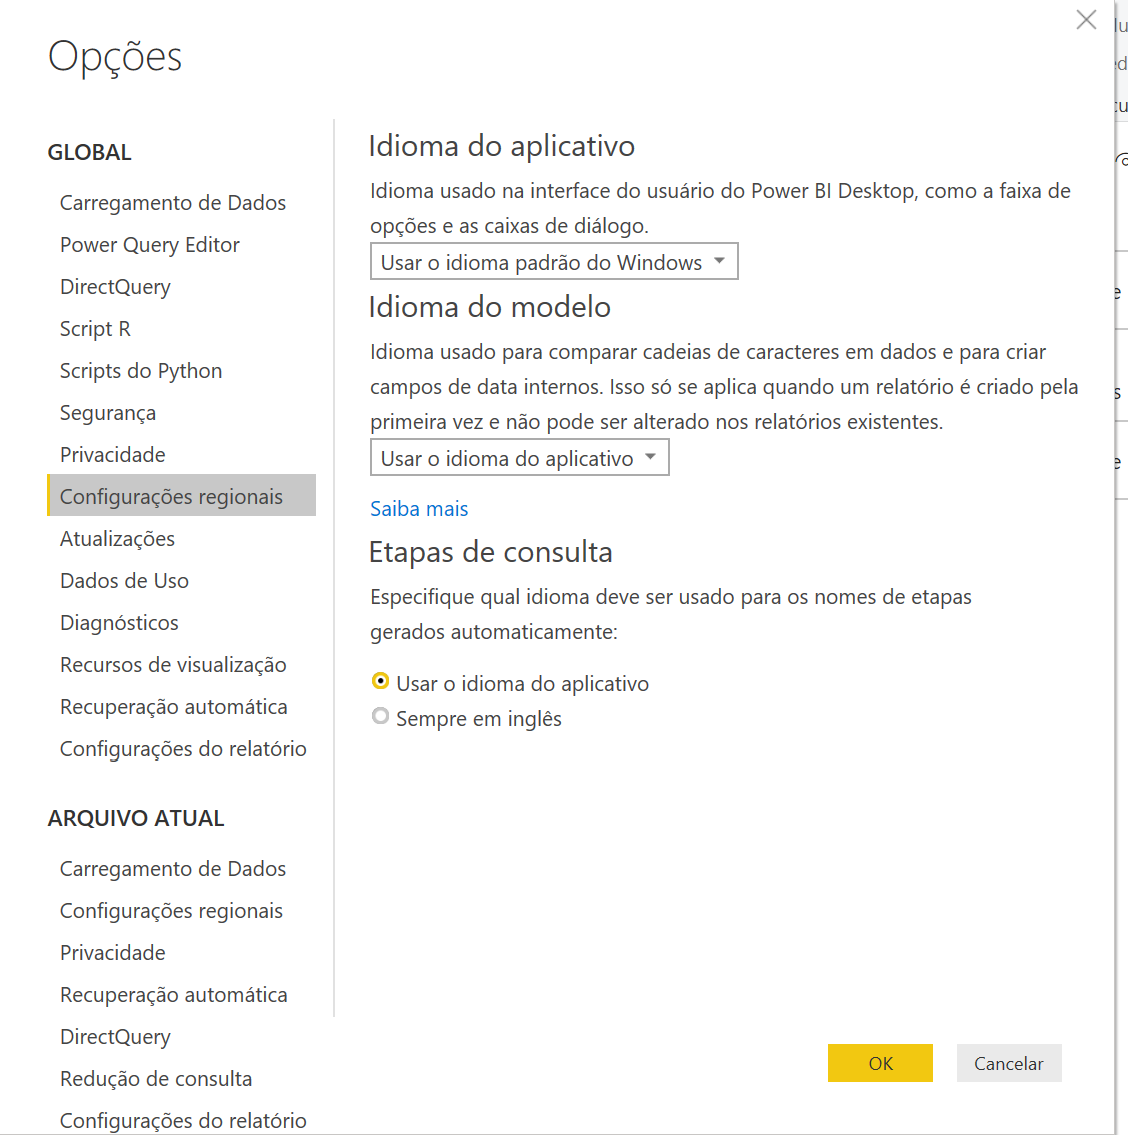 Opções
GLOBAL
Carregamento de Dados
Power Query Editor
DirectQuery
Script R
Scripts do Python
Segurança
Privacidade
Configurações regionais
Atualizações
Dados de Uso
Diagnósticos
Recursos de visualização
Recuperação automática
Configurações do relatório
ARQUIVO ATUAL
Carregamento de Dados
Configurações regionais
Privacidade
Recuperação automática
DirectQuery
Redução de consulta
Configurações do relatório
Idioma do aplicativo
Idioma usado na interface do usuário do Power BI Desktop, como a faixa de
opções e as caixas de diálogo.
Usar o idioma padrão do Windows
Idioma do modelo
Idioma usado para comparar cadeias de caracteres em dados e para criar
campos de data internos. Isso só se aplica quando um relatório é criado pela
primeira vez e não pode ser alterado nos relatórios existentes.
Usar o idioma do aplicativo
Saiba mais
Etapas de consulta
Especifique qual idioma deve ser usado para os nomes de etapas
gerados automaticamente:
Usar o idioma do aplicativo
Sempre em inglês
OK
Cancelar